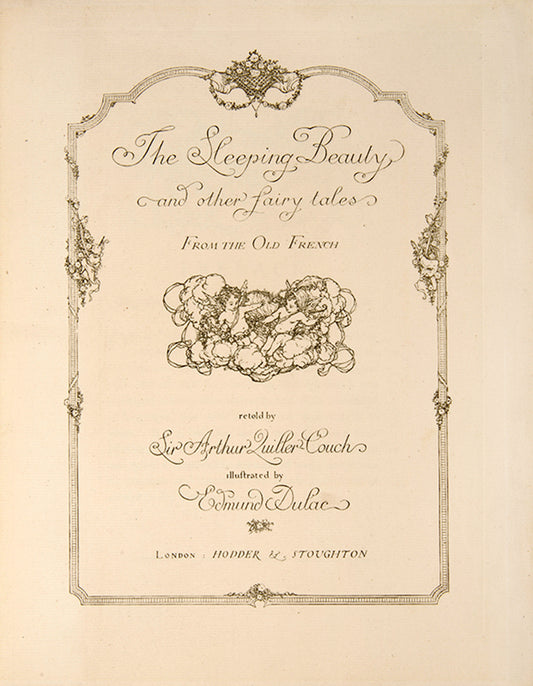 The Sleeping Beauty
and other fairy tales
FROM THE OLD FRENCH
retold by
Sir Arthur Quiller-Couch
illustrated by
Edmund Dulac
LONDON : HODDER & STOUGHTON